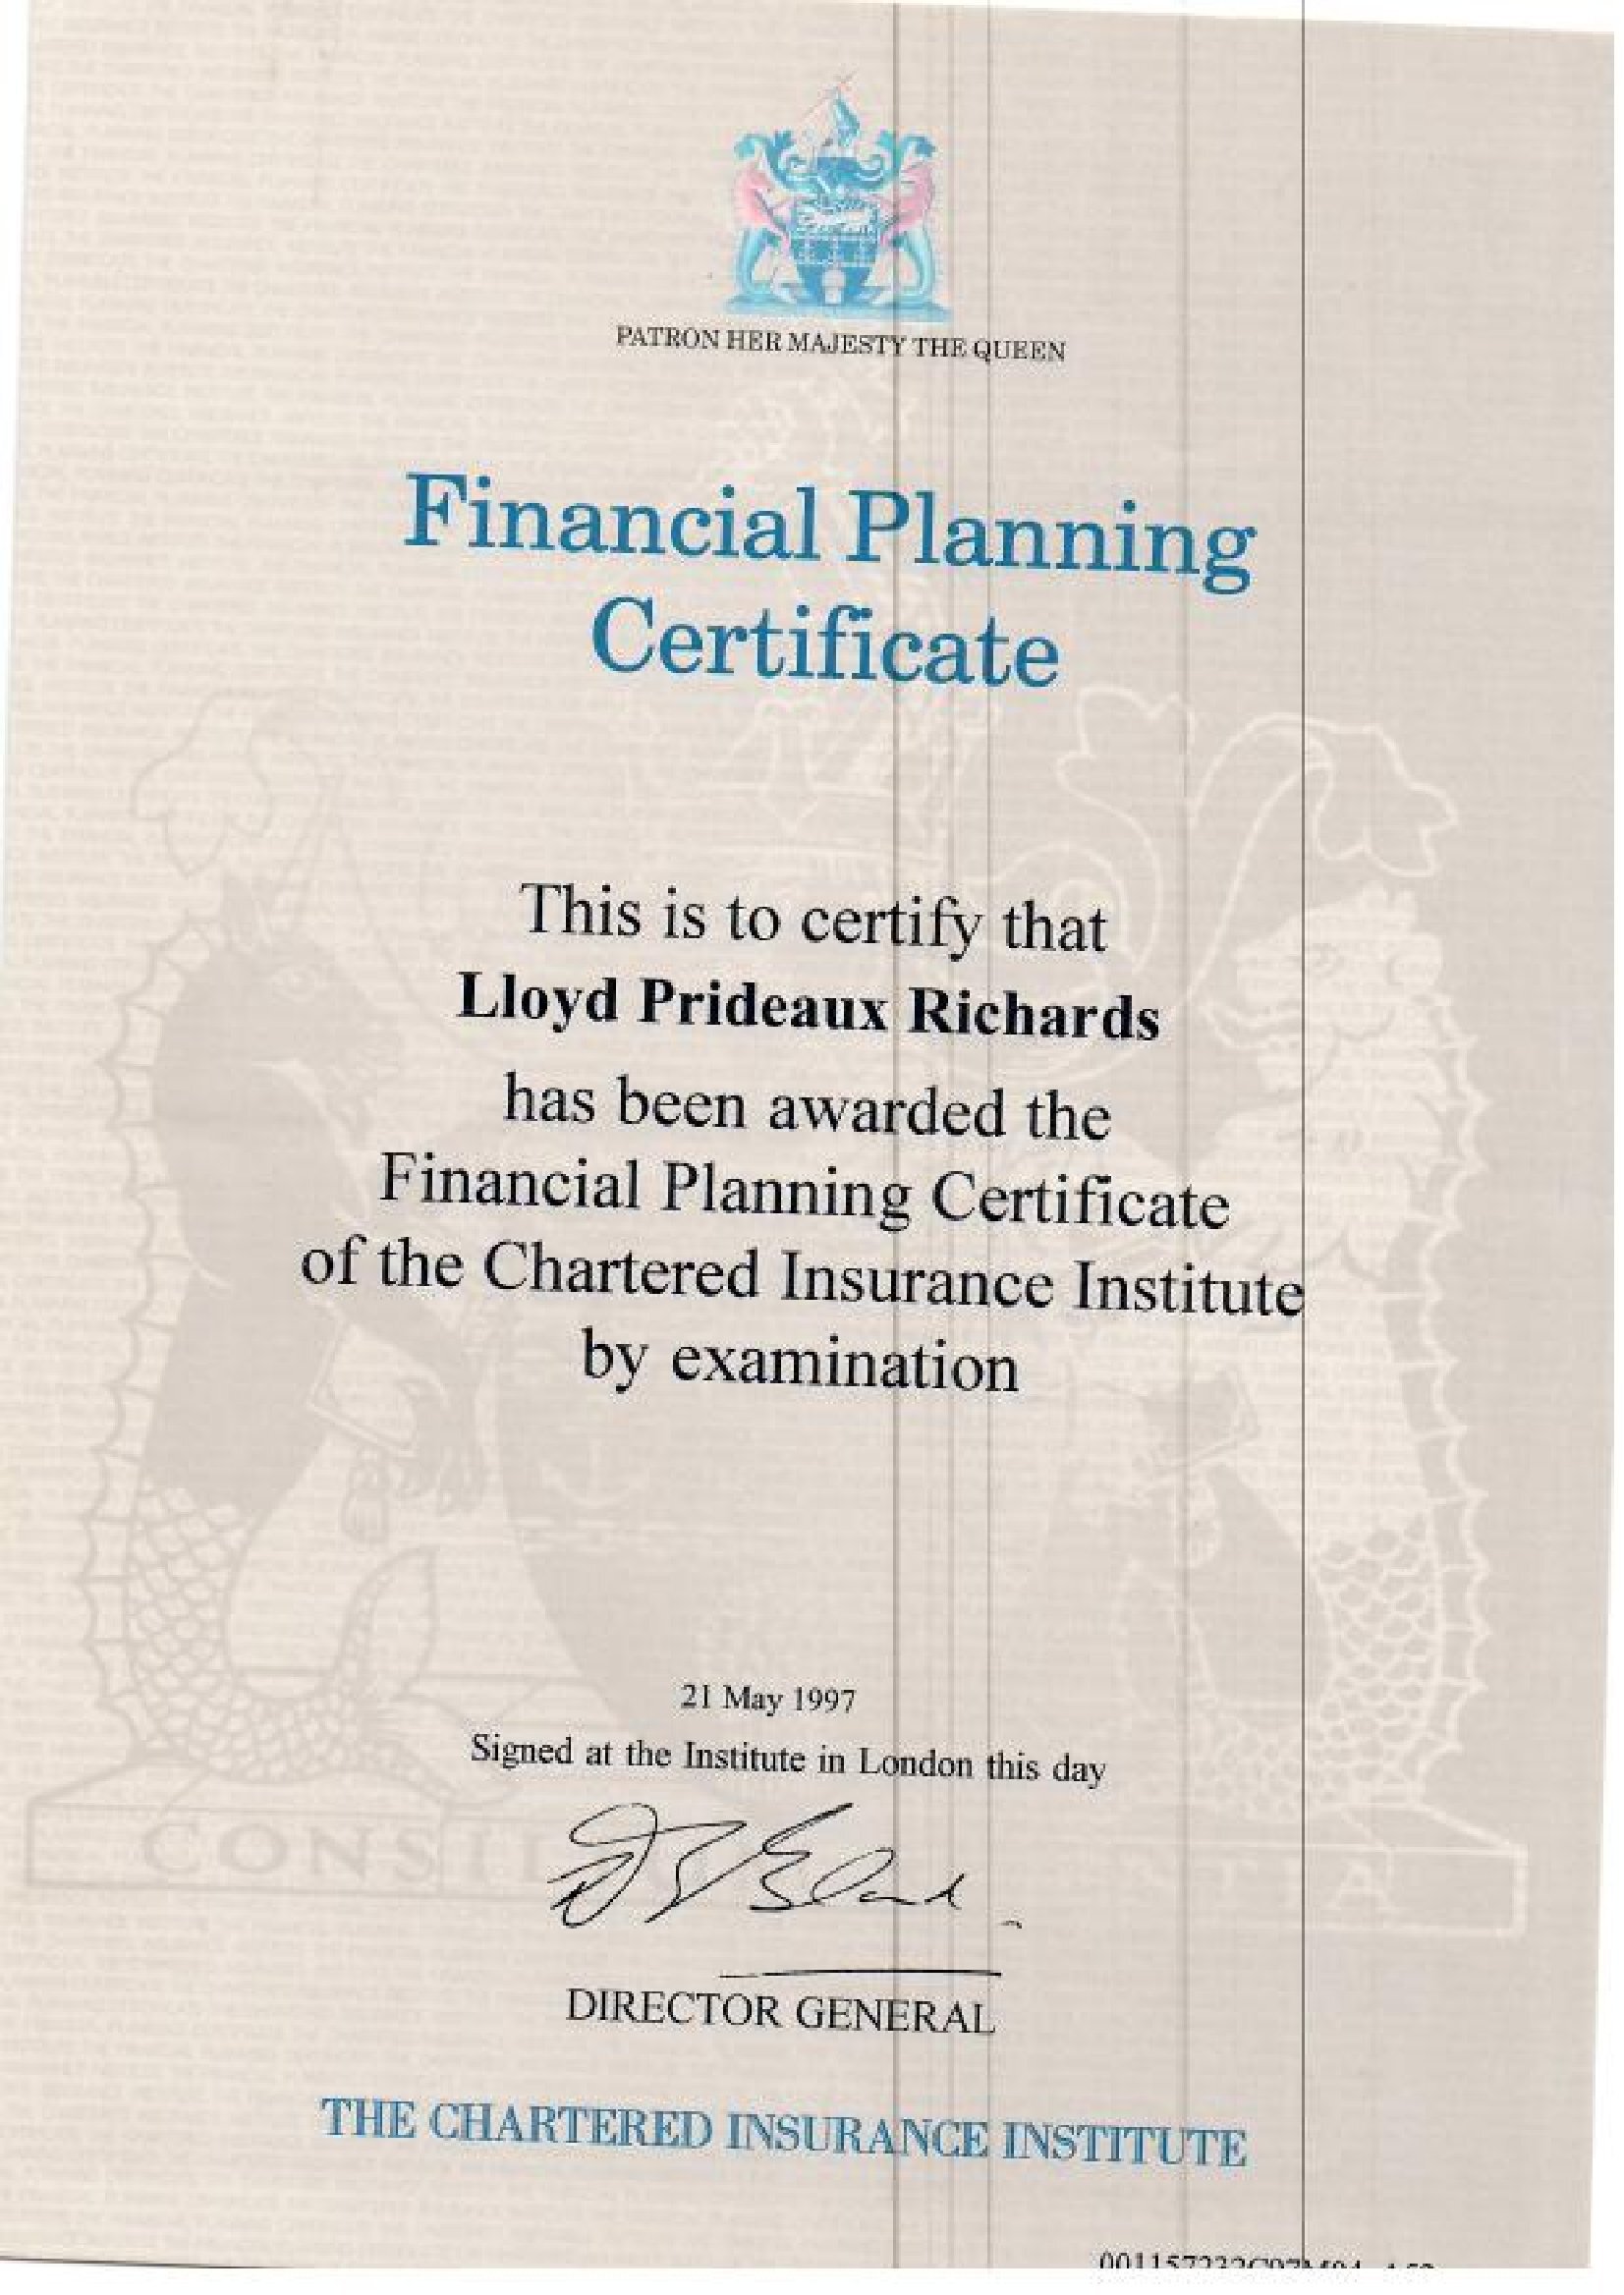 PATRON HER MAJESTY THE QUEEN
Financial Planning
Certificate
This is to certify that
Lloyd Prideaux Richards
has been awarded the
Financial Planning Certificate
of the Chartered Insurance Institute
by examination
21 May 1997
Signed at the Institute in London this day
DIRECTOR GENERAL
THE CHARTERED INSURANCE INSTITUTE